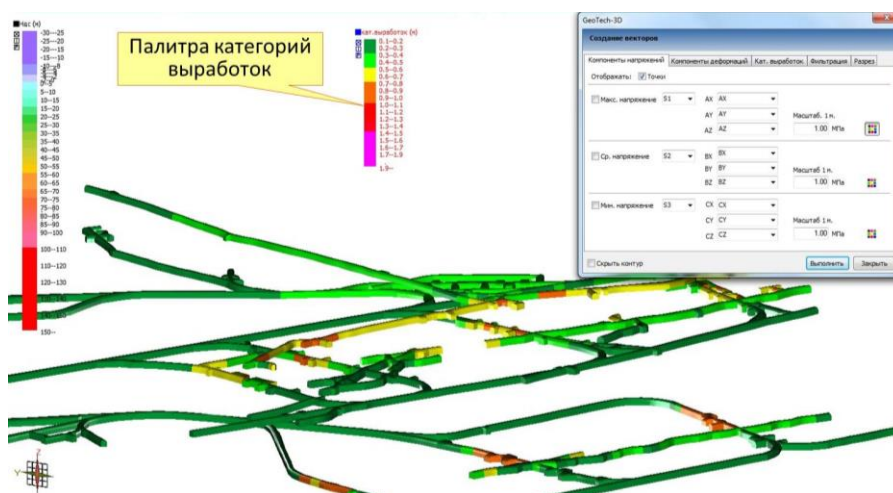 Нас (м)
-30--25
-25--20
-20--15
-15--10
-10--8
10--15
15--20
20--25
25--30
30--35
35--40
40--45
45--50
50--55
55--60
60--65
65--70
70--75
75--80
80--85
85--90
90--100
100--110
110--120
120--130
130--140
140--150
150--
Палитра категорий
выработок
кат.выработок (м)
0.1--0.2
0.2--0.3
0.3--0.4
0.4--0.5
0.5--0.6
0.6--0.7
0.7--0.8
0.8--0.9
0.9--1.0
1.0--1.1
1.1--1.2
1.2--1.3
1.3--1.4
1.4--1.5
1.5--1.6
1.6--1.7
1.7--1.9
1.9--
GeoTech-3D
Создание векторов
Компоненты напряжений Компоненты деформаций Кат. выработок Фильтрация Разрез
Отображать: Точки
Макс. напряжение S1 AX AX
AY AY Масштаб. 1 м.
AZ AZ 1.00 МПа
Ср. напряжение S2 BX BX
BY BY Масштаб 1 м.
BZ BZ 1.00 МПа
Мин. напряжение S3 CX CX
CY CY Масштаб 1 м.
CZ CZ 1.00 МПа
Скрыть контур Выполнить Закрыть
Z
Y